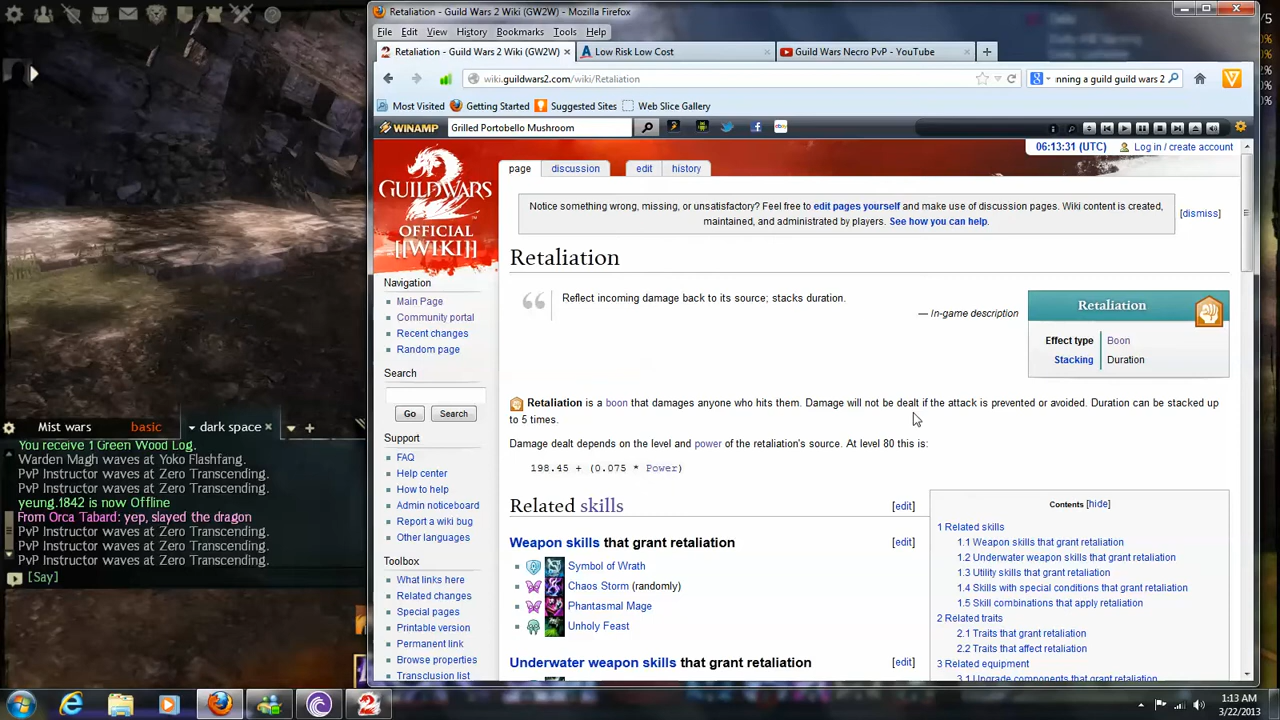 Retaliation - Guild Wars 2 Wiki (GW2W) - Mozilla Firefox
File Edit View History Bookmarks Tools Help
Retaliation - Guild Wars 2 Wiki (GW2W) × Low Risk Low Cost × Guild Wars Necro PvP - YouTube × +
wiki.guildwars2.com/wiki/Retaliation
nning a guild guild wars 2
Most Visited Getting Started Suggested Sites Web Slice Gallery
WINAMP Grilled Portobello Mushroom
06:13:31 (UTC) Log in / create account
GUILD WARS 2
OFFICIAL
[[WIKI]]
page discussion edit history
Notice something wrong, missing, or unsatisfactory? Feel free to edit pages yourself and make use of discussion pages. Wiki content is created,
maintained, and administrated by players. See how you can help.
[dismiss]
Retaliation
Reflect incoming damage back to its source; stacks duration.
— In-game description
Retaliation
Effect type Boon
Stacking Duration
Retaliation is a boon that damages anyone who hits them. Damage will not be dealt if the attack is prevented or avoided. Duration can be stacked up
to 5 times.
Damage dealt depends on the level and power of the retaliation's source. At level 80 this is:
198.45 + (0.075 * Power)
Related skills [edit]
Weapon skills that grant retaliation [edit]
Symbol of Wrath
Chaos Storm (randomly)
Phantasmal Mage
Unholy Feast
Underwater weapon skills that grant retaliation [edit]
Contents [hide]
1 Related skills
1.1 Weapon skills that grant retaliation
1.2 Underwater weapon skills that grant retaliation
1.3 Utility skills that grant retaliation
1.4 Skills with special conditions that grant retaliation
1.5 Skill combinations that apply retaliation
2 Related traits
2.1 Traits that grant retaliation
2.2 Traits that affect retaliation
3 Related equipment
3.1 Upgrade components that grant retaliation
Navigation
Main Page
Community portal
Recent changes
Random page
Search
Go Search
Support
FAQ
Help center
How to help
Admin noticeboard
Report a wiki bug
Other languages
Toolbox
What links here
Related changes
Special pages
Printable version
Permanent link
Browse properties
Transclusion list
Mist wars basic dark space ×
You receive 1 Green Wood Log.
Warden Magh waves at Yoko Flashfang.
PvP Instructor waves at Zero Transcending.
PvP Instructor waves at Zero Transcending.
yeung.1842 is now Offline
From Orca Tabard: yep, slayed the dragon
PvP Instructor waves at Zero Transcending.
PvP Instructor waves at Zero Transcending.
PvP Instructor waves at Zero Transcending.
[Say]
1:13 AM
3/22/2013